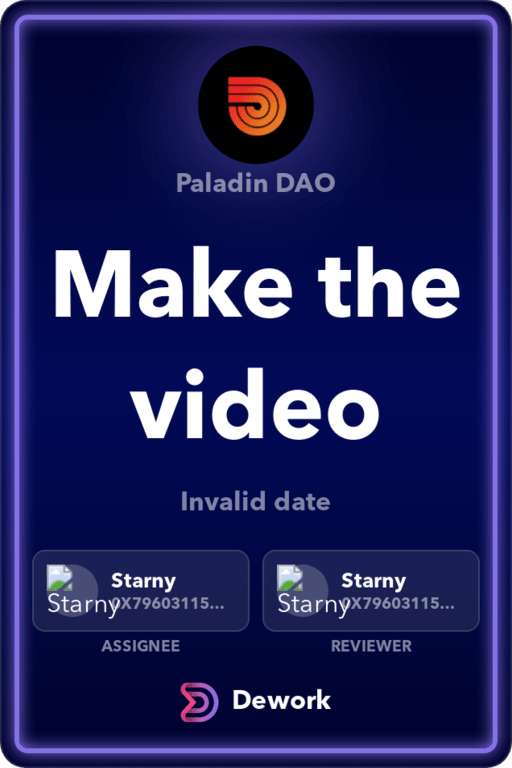 Paladin DAO
Make the
video
Invalid date
Starny
Starny
0X79603115...
ASSIGNEE
Starny
Starny
0X79603115...
REVIEWER
Dework